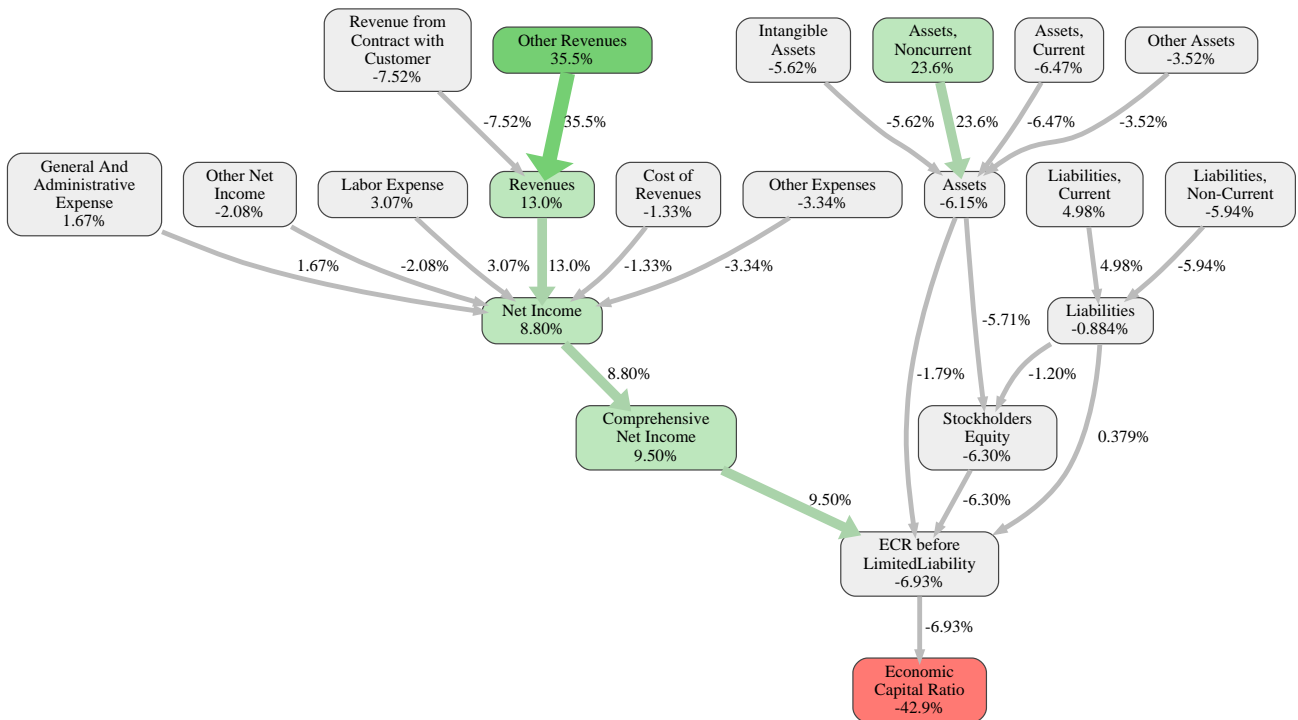 Revenue from
Contract with
Customer
-7.52%
Other Revenues
35.5%
Intangible
Assets
-5.62%
Assets,
Noncurrent
23.6%
Assets,
Current
-6.47%
Other Assets
-3.52%
-7.52%
35.5%
-5.62%
23.6%
-6.47%
-3.52%
General And
Administrative
Expense
1.67%
Other Net
Income
-2.08%
Labor Expense
3.07%
Revenues
13.0%
Cost of
Revenues
-1.33%
Other Expenses
-3.34%
Assets
-6.15%
Liabilities,
Current
4.98%
Liabilities,
Non-Current
-5.94%
1.67%
-2.08%
3.07%
13.0%
-1.33%
-3.34%
4.98%
-5.94%
Net Income
8.80%
-5.71%
Liabilities
-0.884%
8.80%
-1.79%
-1.20%
Comprehensive
Net Income
9.50%
Stockholders
Equity
-6.30%
0.379%
9.50%
-6.30%
ECR before
LimitedLiability
-6.93%
-6.93%
Economic
Capital Ratio
-42.9%